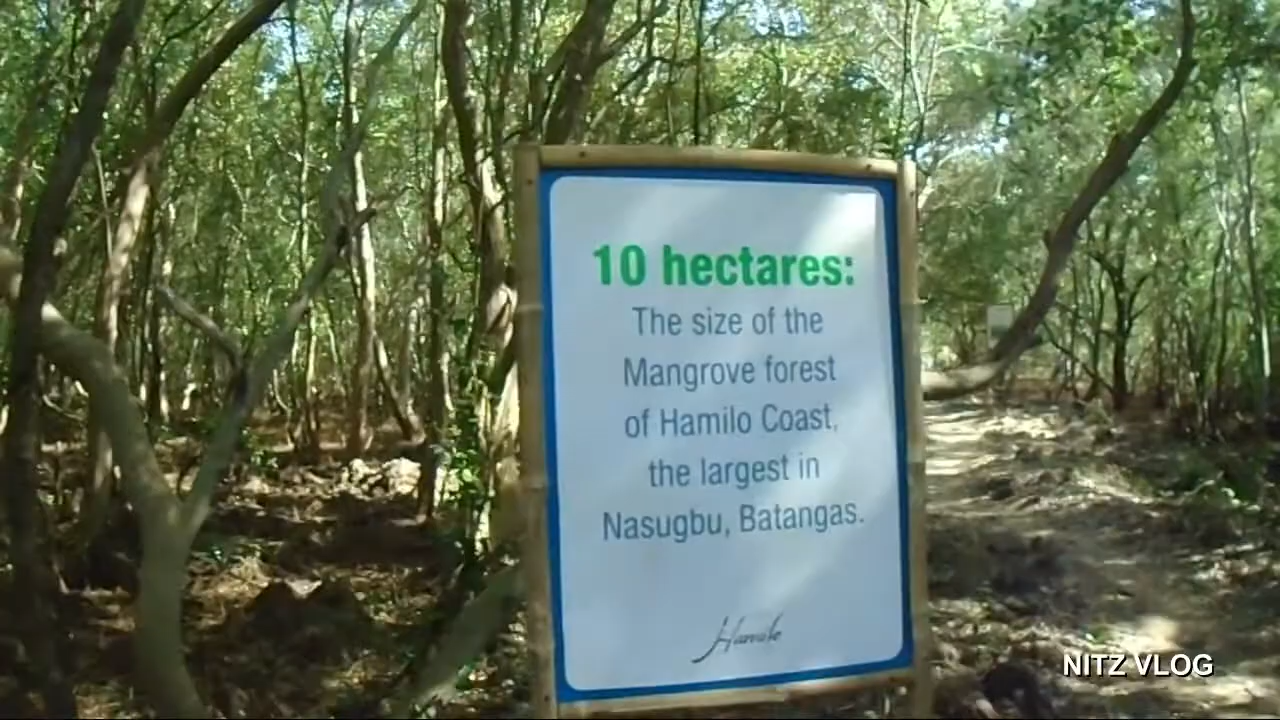 10 hectares:
The size of the
Mangrove forest
of Hamilo Coast,
the largest in
Nasugbu, Batangas.
Hamilo
NITZ VLOG